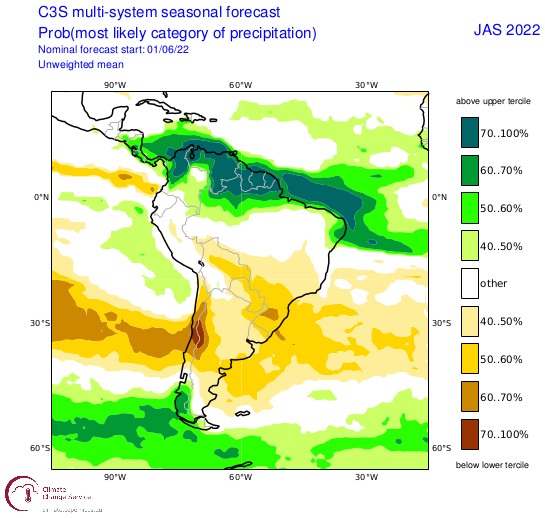 C3S multi-system seasonal forecast
Prob(most likely category of precipitation)
JAS 2022
Nominal forecast start: 01/06/22
Unweighted mean
90°W 60°W 30°W
above upper tercile
70..100%
60..70%
50..60%
40..50%
other
40..50%
50..60%
60..70%
70..100%
below lower tercile
0°N 0°N
30°S 30°S
60°S 60°S
90°W 60°W 30°W
Climate
Change Service